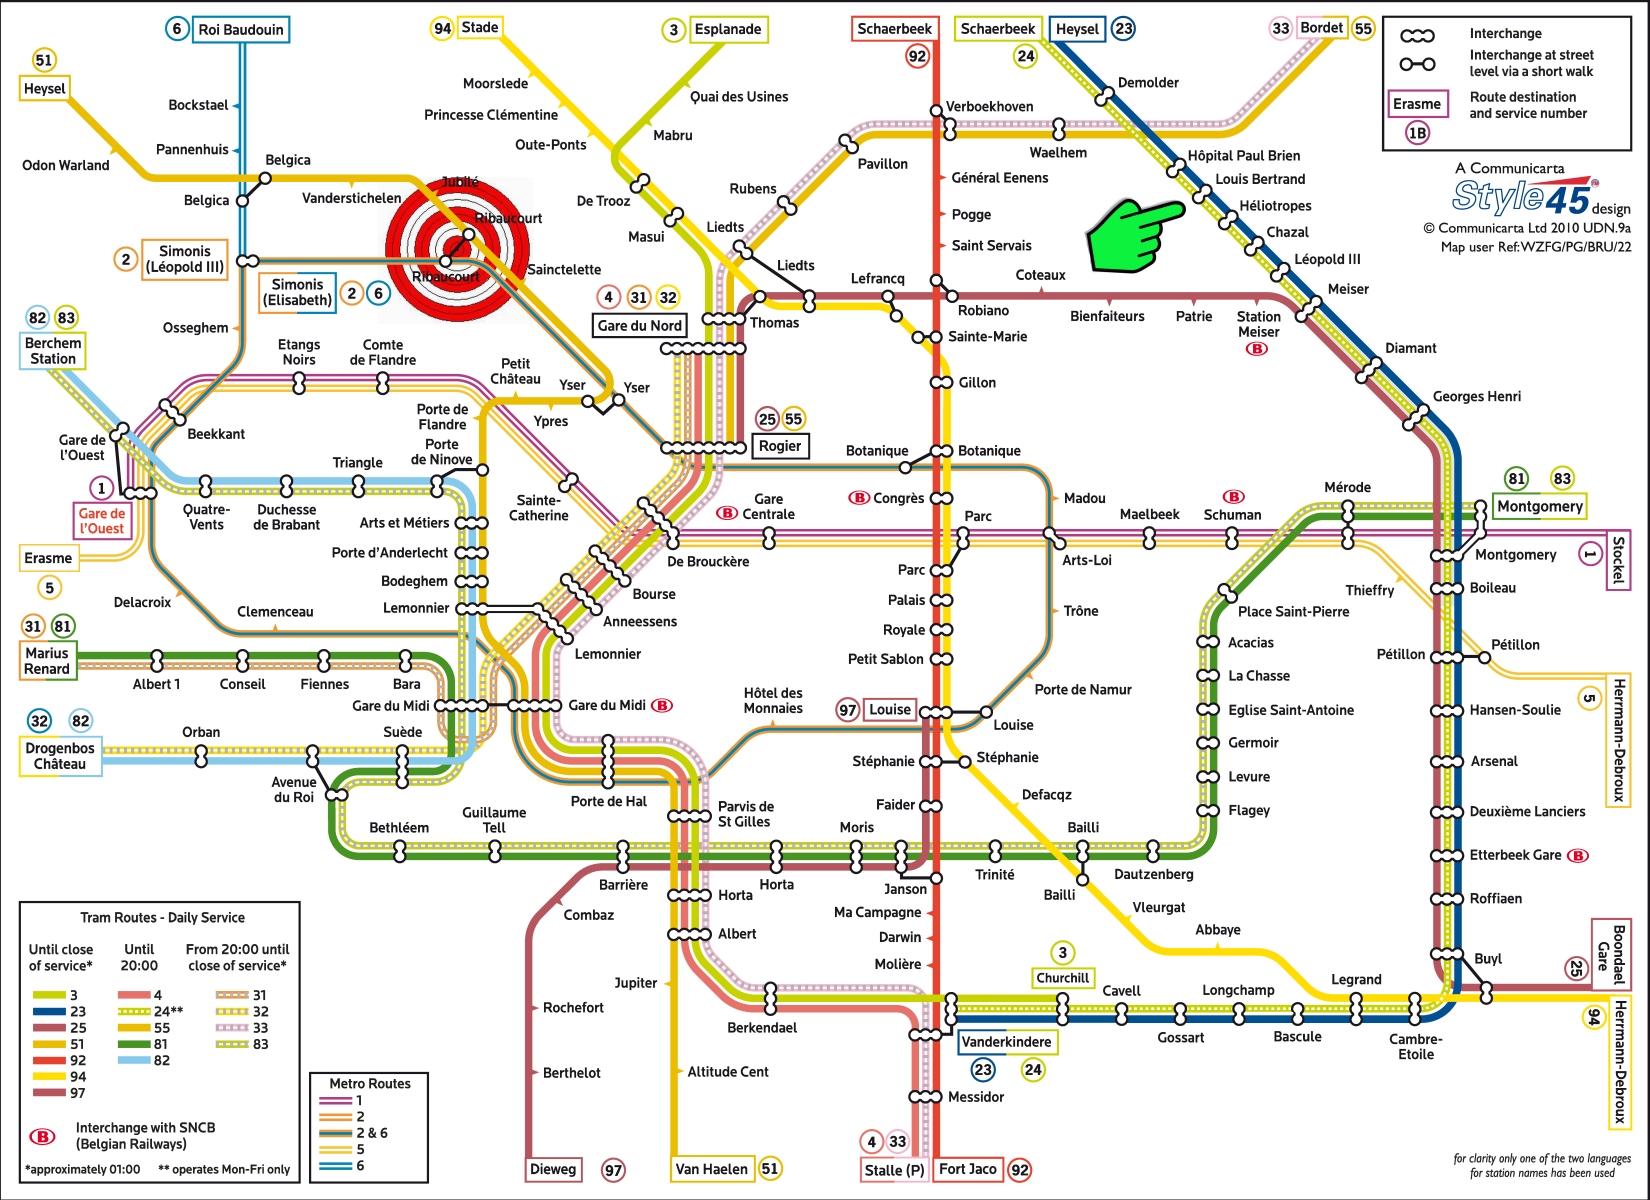 6
Roi Baudouin
94
Stade
3
Esplanade
Schaerbeek
92
Schaerbeek
24
Heysel
23
33
Bordet
55
51
Heysel
Interchange
Interchange at street
level via a short walk
Erasme
1B
Route destination
and service number
A Communicarta
Style45
design
© Communicarta Ltd 2010 UDN.9a
Map user Ref:WZFG/PG/BRU/22
Moorslede
Princesse Clémentine
Oute-Ponts
Quai des Usines
Mabru
De Trooz
Masui
Bockstael
Pannenhuis
Belgica
Belgica
Odon Warland
Vanderstichelen
Jubilé
Ribaucourt
Ribaucourt
Sainctelette
2
Simonis
(Léopold III)
Simonis
(Elisabeth)
2
6
Osseghem
Verboekhoven
Waelhem
Pavillon
Rubens
Liedts
Liedts
Général Eenens
Pogge
Saint Servais
Lefrancq
Coteaux
Robiano
Thomas
Bienfaiteurs
Patrie
Station
Meiser
B
Demolder
Hôpital Paul Brien
Louis Bertrand
Héliotropes
Chazal
Léopold III
Meiser
Diamant
Georges Henri
4
31
32
Gare du Nord
Sainte-Marie
Gillon
82
83
Berchem
Station
Etangs
Noirs
Comte
de Flandre
Petit
Château
Yser
Yser
Ypres
Porte de
Flandre
Porte
de Ninove
25
55
Rogier
Beekkant
Gare de
l'Ouest
1
Gare de
l'Ouest
Triangle
Quatre-
Vents
Duchesse
de Brabant
Sainte-
Catherine
Botanique
Botanique
B
Congrès
Madou
B
Gare
Centrale
Parc
Parc
Maelbeek
B
Schuman
Mérode
81
83
Montgomery
1
Stockel
Montgomery
Arts-Loi
De Brouckère
Erasme
5
Arts et Métiers
Porte d'Anderlecht
Bodeghem
Lemonnier
Bourse
Anneessens
Lemonnier
Delacroix
Clemenceau
31
81
Marius
Renard
Albert 1
Conseil
Fiennes
Bara
Gare du Midi
Gare du Midi
B
Palais
Royale
Petit Sablon
Trône
Thieffry
Boileau
Place Saint-Pierre
Acacias
La Chasse
Eglise Saint-Antoine
Germoir
Levure
Flagey
Pétillon
Pétillon
5
Herrmann-Debroux
Hansen-Soulie
Arsenal
Deuxième Lanciers
Etterbeek Gare
B
Roffiaen
Buyl
Boondael
Gare
25
Porte de Namur
Hôtel des
Monnaies
97
Louise
Louise
Stéphanie
Stéphanie
Faider
Defacqz
32
82
Drogenbos
Château
Orban
Suède
Avenue
du Roi
Porte de Hal
Parvis de
St Gilles
Bethléem
Guillaume
Tell
Barrière
Moris
Horta
Horta
Janson
Trinité
Bailli
Bailli
Dautzenberg
Combaz
Albert
Ma Campagne
Darwin
Molière
Vleurgat
Abbaye
Jupiter
Berkendael
3
Churchill
Cavell
Longchamp
Legrand
Gossart
Bascule
Cambre-
Etoile
94
Herrmann-Debroux
Vanderkindere
23
24
Rochefort
Berthelot
Altitude Cent
Messidor
Dieweg
97
Van Haelen
51
4
33
Stalle (P)
Fort Jaco
92
Tram Routes - Daily Service
Until close
of service*
Until
20:00
From 20:00 until
close of service*
3
4
31
23
24**
32
25
55
33
51
81
83
92
82
94
97
B
Interchange with SNCB
(Belgian Railways)
*approximately 01:00
** operates Mon-Fri only
Metro Routes
1
2
2 & 6
5
6
for clarity only one of the two languages
for station names has been used